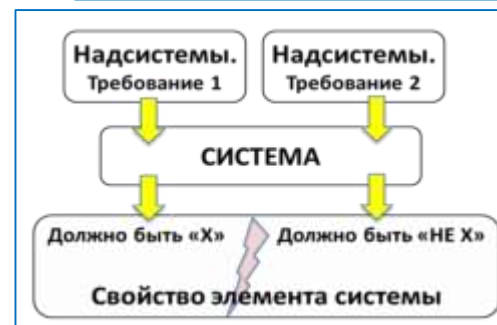 Надсистемы.
Требование 1
Надсистемы.
Требование 2
СИСТЕМА
Должно быть «X»
Должно быть «НЕ X»
Свойство элемента системы